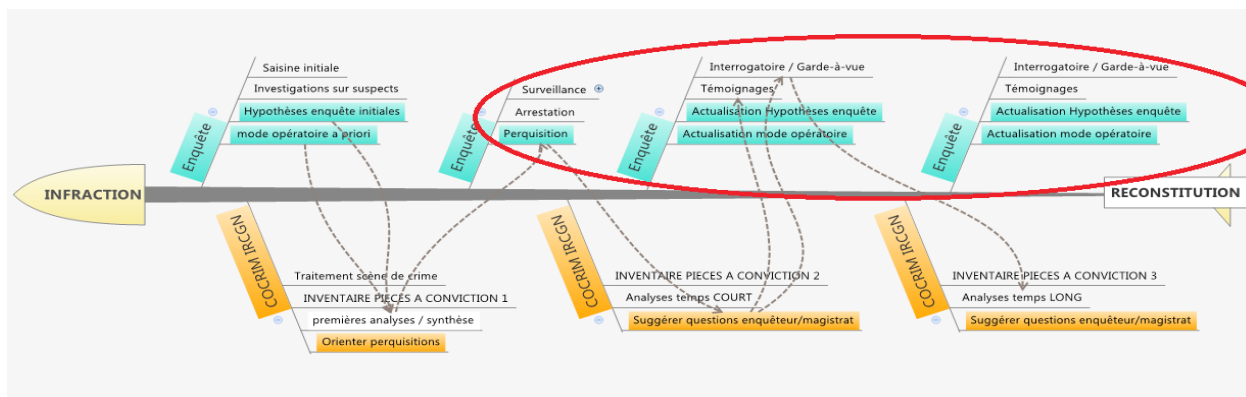 INFRACTION
Enquête
Saisine initiale
Investigations sur suspects
Hypothèses enquête initiales
mode opératoire a priori
Enquête
Surveillance
Arrestation
Perquisition
Enquête
Interrogatoire / Garde-à-vue
Témoignages
Actualisation Hypothèses enquête
Actualisation mode opératoire
Enquête
Interrogatoire / Garde-à-vue
Témoignages
Actualisation Hypothèses enquête
Actualisation mode opératoire
RECONSTITUTION
COCRIM IRGN
Traitement scène de crime
INVENTAIRE PIECES A CONVICTION 1
premières analyses / synthèse
Orienter perquisitions
COCRIM IRCGN
INVENTAIRE PIECES A CONVICTION 2
Analyses temps COURT
Suggérer questions enquêteur/magistrat
COCRIM IRCGN
INVENTAIRE PIECES A CONVICTION 3
Analyses temps LONG
Suggérer questions enquêteur/magistrat